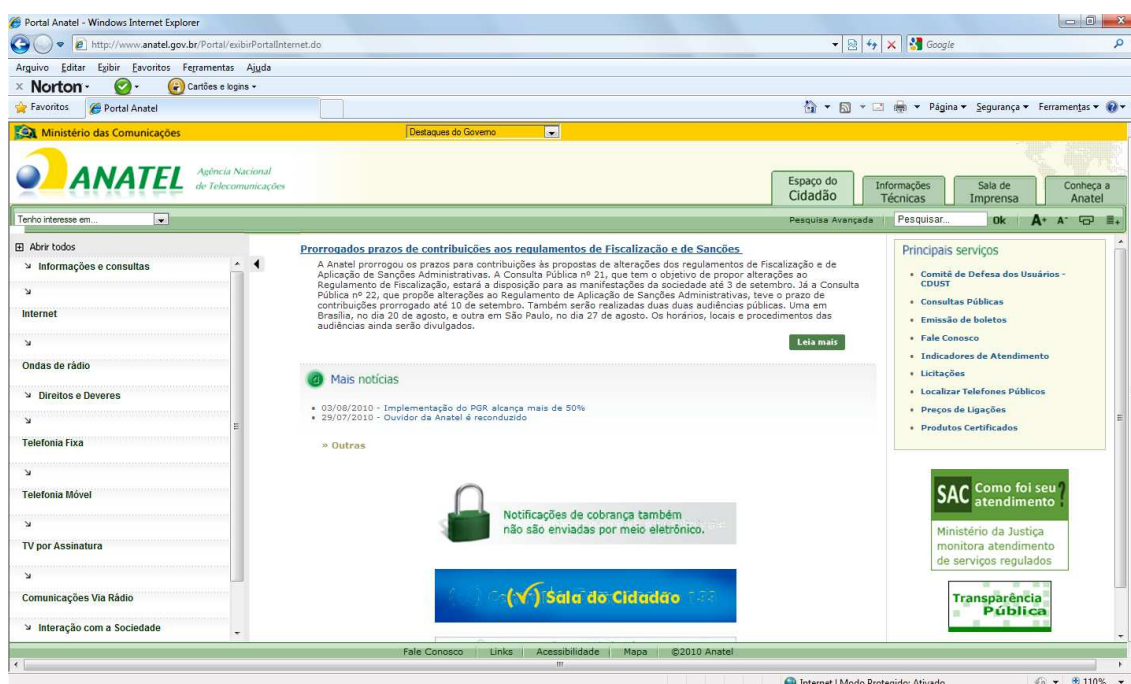 Portal Anatel - Windows Internet Explorer
http://www.anatel.gov.br/Portal/exibirPortalInternet.do
Google
Arquivo Editar Exibir Favoritos Ferramentas Ajuda
Norton
Cartões e logins
Favoritos Portal Anatel
Página Segurança Ferramentas
Ministério das Comunicações
Destaques do Governo
ANATEL
Agência Nacional
de Telecomunicações
Espaço do
Cidadão
Informações
Técnicas
Sala de
Imprensa
Conheça a
Anatel
Tenho interesse em...
Pesquisa Avançada
Pesquisar...
Ok
A+ A-
Abrir todos
Informações e consultas
Internet
Ondas de rádio
Direitos e Deveres
Telefonia Fixa
Telefonia Móvel
TV por Assinatura
Comunicações Via Rádio
Interação com a Sociedade
Prorrogados prazos de contribuições aos regulamentos de Fiscalização e de Sanções
A Anatel prorrogou os prazos para contribuições às propostas de alterações dos regulamentos de Fiscalização e de
Aplicação de Sanções Administrativas. A Consulta Pública nº 21, que tem o objetivo de propor alterações ao
Regulamento de Fiscalização, estará a disposição para as manifestações da sociedade até 3 de setembro. Já a Consulta
Pública nº 22, que propõe alterações ao Regulamento de Aplicação de Sanções Administrativas, teve o prazo de
contribuições prorrogado até 10 de setembro. Também serão realizadas duas duas audiências públicas. Uma em
Brasília, no dia 20 de agosto, e outra em São Paulo, no dia 27 de agosto. Os horários, locais e procedimentos das
audiências ainda serão divulgados.
Leia mais
Mais notícias
03/08/2010 - Implementação do PGR alcança mais de 50%
29/07/2010 - Ouvidor da Anatel é reconduzido
» Outras
Notificações de cobrança também
não são enviadas por meio eletrônico.
(√) Sala do Cidadão
Principais serviços
Comitê de Defesa dos Usuários -
CDUST
Consultas Públicas
Emissão de boletos
Fale Conosco
Indicadores de Atendimento
Licitações
Localizar Telefones Públicos
Preços de Ligações
Produtos Certificados
SAC Como foi seu
atendimento ?
Ministério da Justiça
monitora atendimento
de serviços regulados
Transparência
Pública
Fale Conosco | Links | Acessibilidade | Mapa | ©2010 Anatel
Internet | Modo Protegido: Ativado
110%